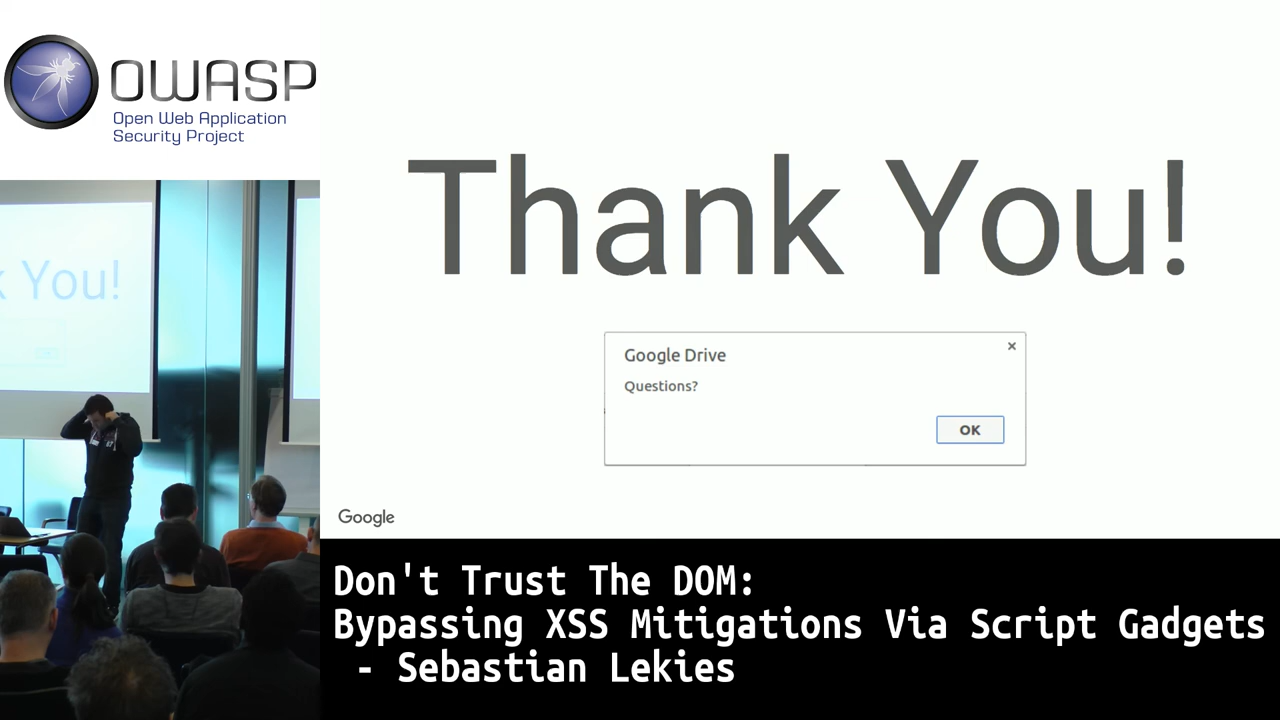 OWASP
Open Web Application
Security Project
k You!
Thank You!
Google Drive
×
Questions?
OK
Google
Don't Trust The DOM:
Bypassing XSS Mitigations Via Script Gadgets
- Sebastian Lekies